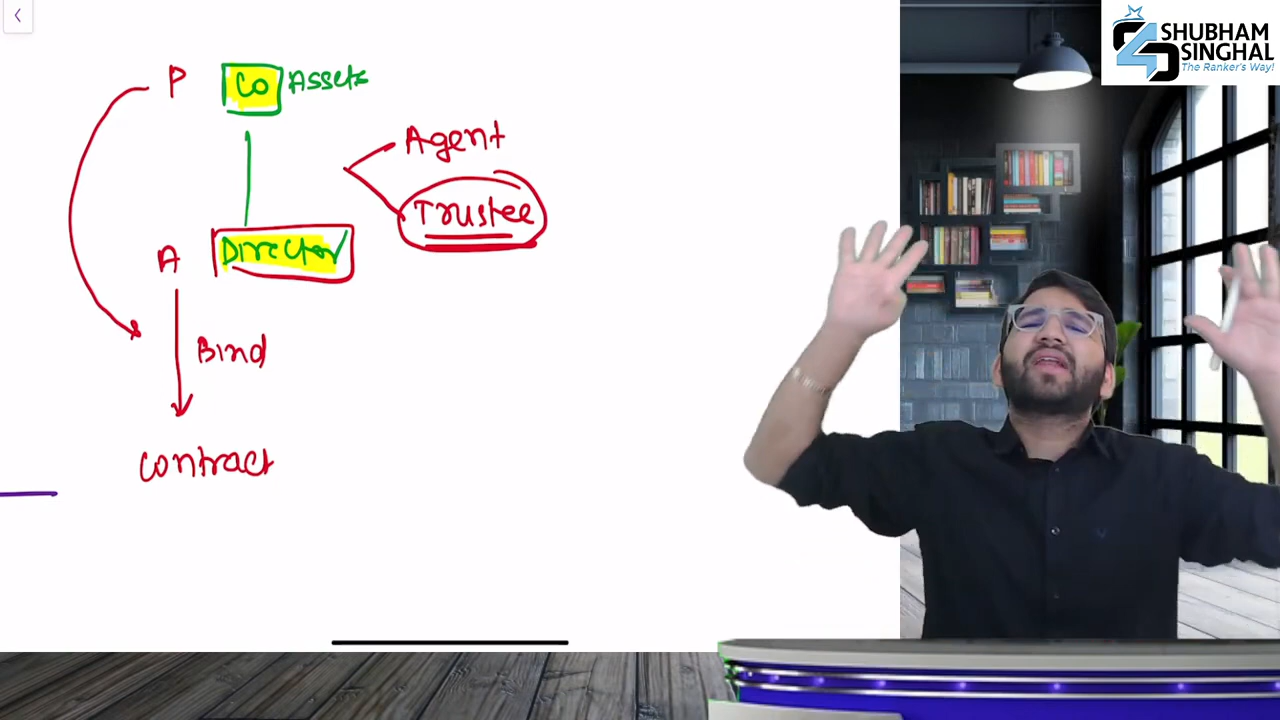 SHUBHAM
SINGHAL
The Ranker's Way!
P Co Assets
Agent
Trustee
A Director
Bind
Contract